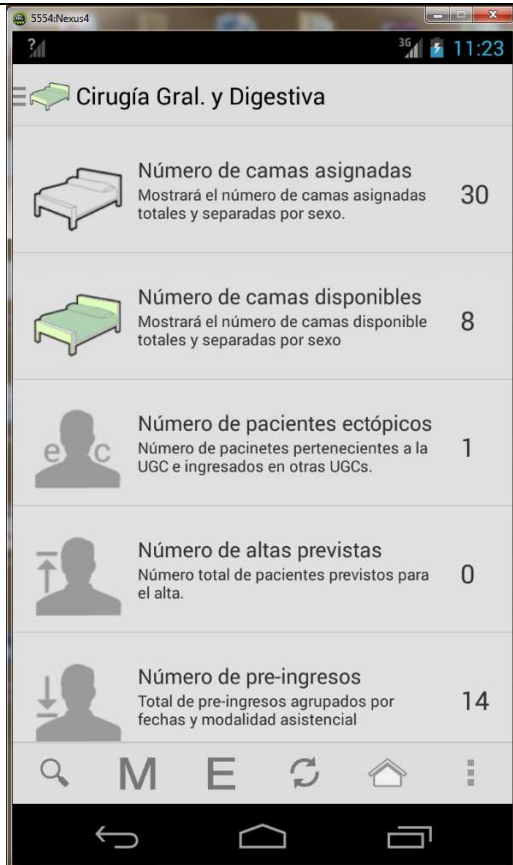 5554:Nexus4
3G 11:23
Cirugía Gral. y Digestiva
Número de camas asignadas
Mostrará el número de camas asignadas
totales y separadas por sexo.
30
Número de camas disponibles
Mostrará el número de camas disponible
totales y separadas por sexo
8
e c
Número de pacientes ectópicos
Número de pacinetes pertenecientes a la
UGC e ingresados en otras UGCs.
1
Número de altas previstas
Número total de pacientes previstos para
el alta.
0
Número de pre-ingresos
Total de pre-ingresos agrupados por
fechas y modalidad asistencial
14
M E